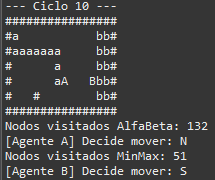 --- Ciclo 10 ---
################
#a          bb#
#aaaaaaa    bb#
#      a    bb#
#      aA  Bbb#
#   #       bb#
################
Nodos visitados AlfaBeta: 132
[Agente A] Decide mover: N
Nodos visitados MinMax: 51
[Agente B] Decide mover: S